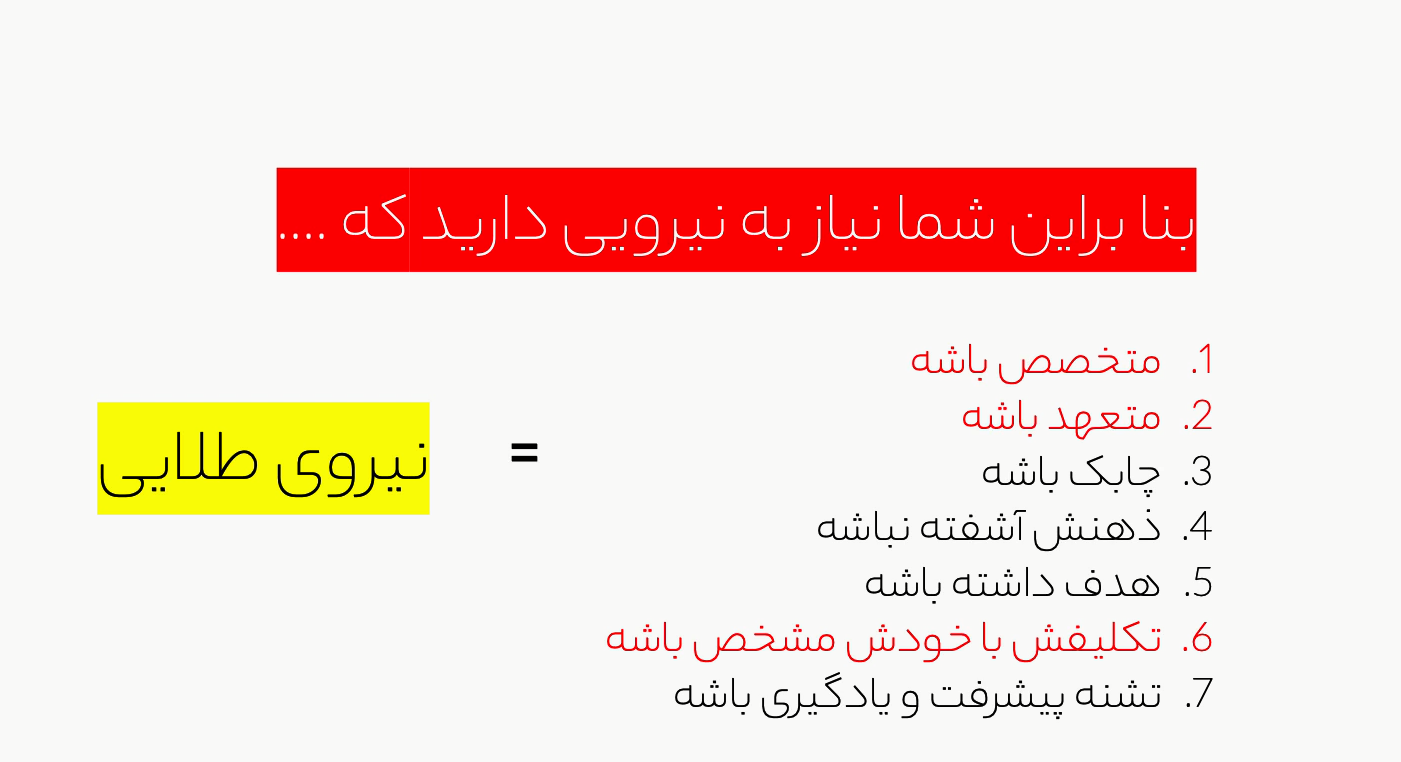 بنا براین شما نیاز به نیرویی دارید که ....
1. متخصص باشه
2. متعهد باشه
3. چابک باشه
4. ذهنش آشفته نباشه
5. هدف داشته باشه
6. تکلیفش با خودش مشخص باشه
7. تشنه پیشرفت و یادگیری باشه
=
نیروی طلایی